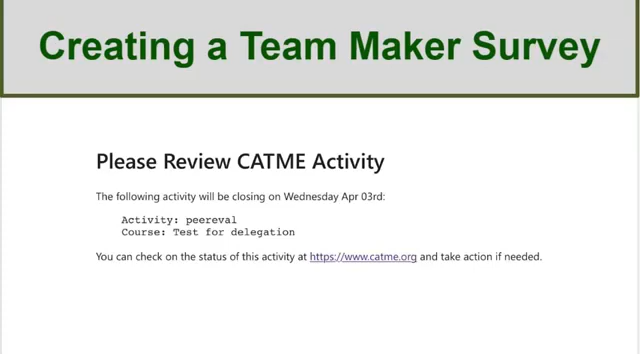 Creating a Team Maker Survey
Please Review CATME Activity
The following activity will be closing on Wednesday Apr 03rd:
Activity: peereval
Course: Test for delegation
You can check on the status of this activity at https://www.catme.org and take action if needed.